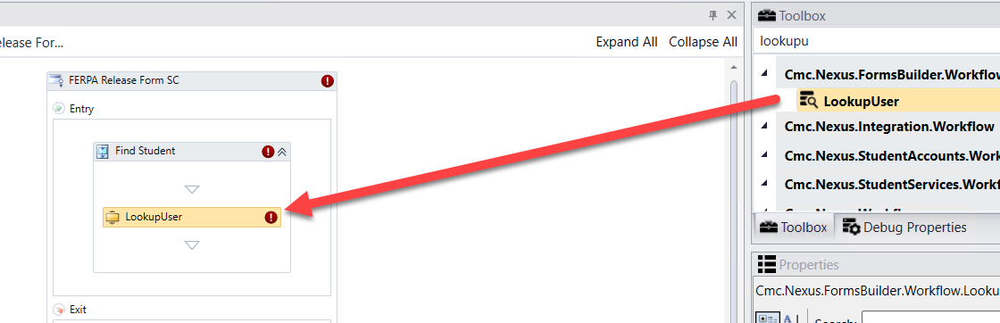 Toolbox
elease For...
Expand All Collapse All
lookupu
FERPA Release Form SC
Cmc.Nexus.FormsBuilder.Workflow
LookupUser
Entry
Cmc.Nexus.Integration.Workflow
Find Student
Cmc.Nexus.StudentAccounts.Work
Cmc.Nexus.StudentServices.Workf
LookupUser
Toolbox Debug Properties
Properties
Cmc.Nexus.FormsBuilder.Workflow.Looku
Exit
Search: